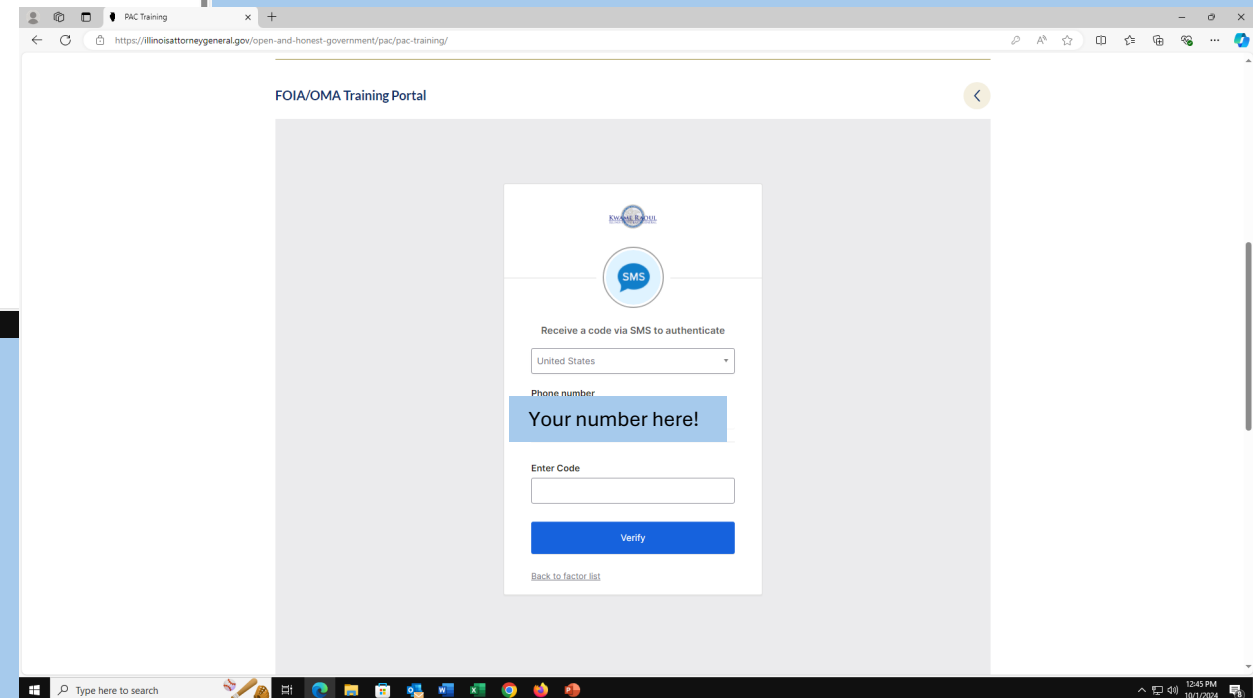 PAC Training
https://illinoisattorneygeneral.gov/open-and-honest-government/pac/pac-training/
FOIA/OMA Training Portal
KWAME RAOUL
SMS
Receive a code via SMS to authenticate
United States
Phone number
Your number here!
Enter Code
Verify
Back to factor list
Type here to search
12:45 PM
10/1/2024